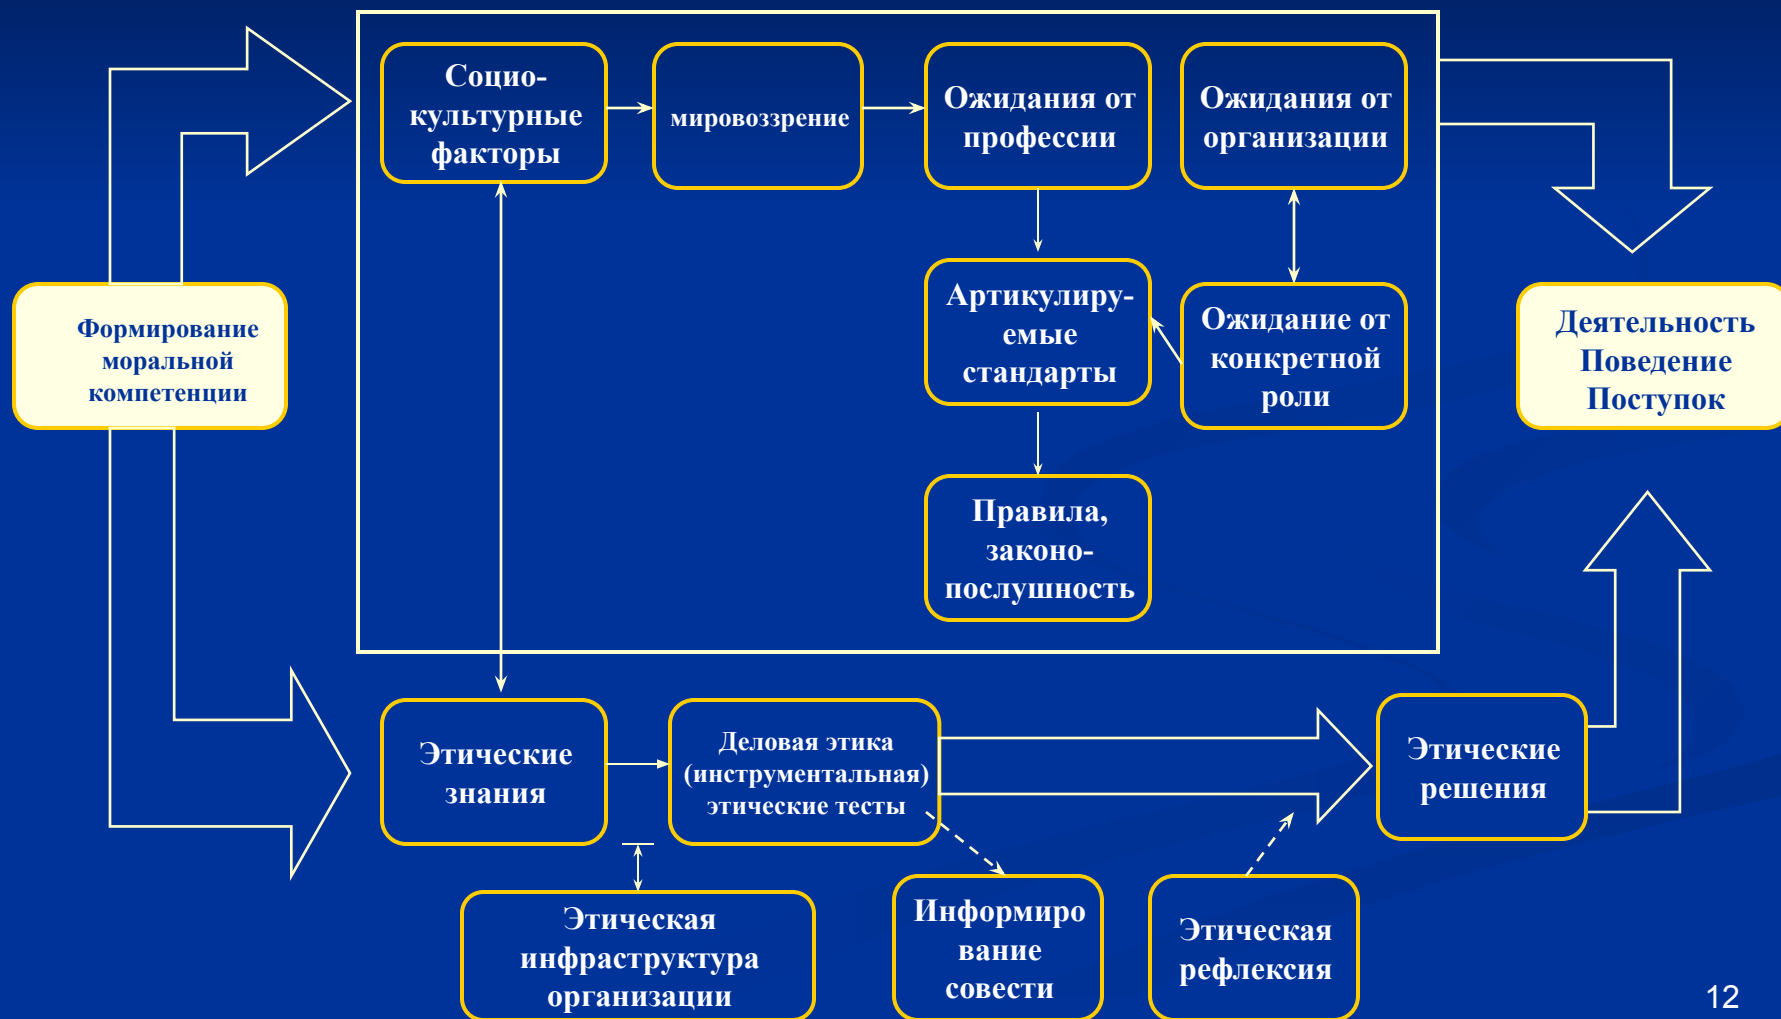 Социо-
культурные
факторы
мировоззрение
Ожидания от
профессии
Ожидания от
организации
Формирование
моральной
компетенции
Артикулиру-
емые
стандарты
Ожидание от
конкретной
роли
Деятельность
Поведение
Поступок
Правила,
законо-
послушность
Этические
знания
Деловая этика
(инструментальная)
этические тесты
Этические
решения
Этическая
инфраструктура
организации
Информиро
вание
совести
Этическая
рефлексия
12